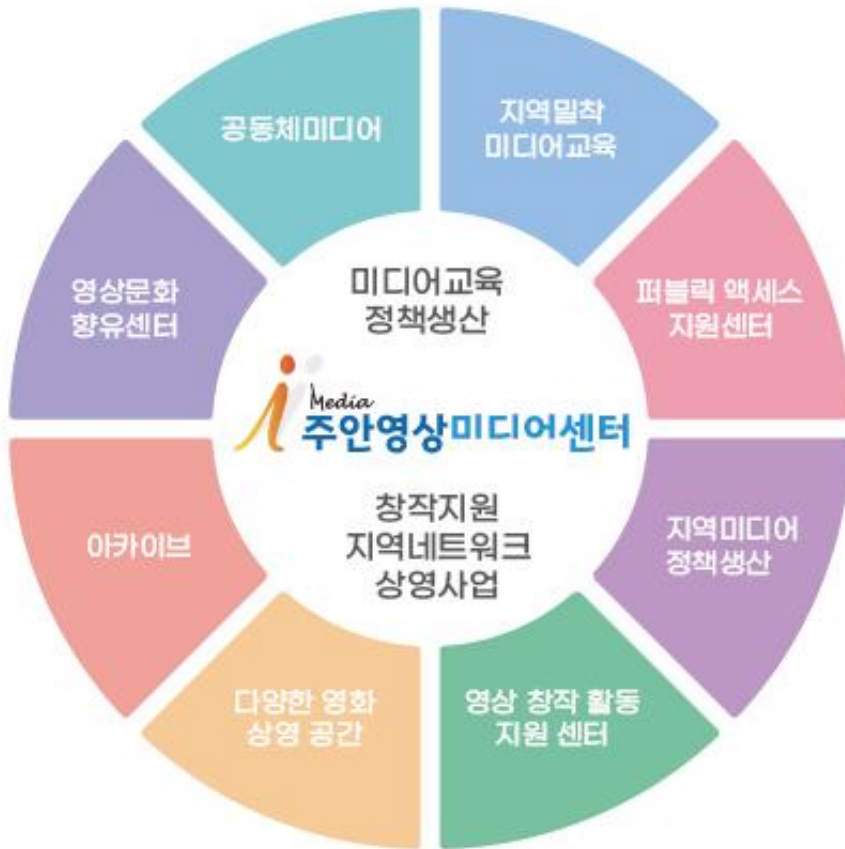 공동체미디어
지역밀착
미디어교육
영상문화
향유센터
퍼블릭 액세스
지원센터
미디어교육
정책생산
Media
주안영상미디어센터
창작지원
지역네트워크
상영사업
아카이브
지역미디어
정책생산
다양한 영화
상영 공간
영상 창작 활동
지원 센터